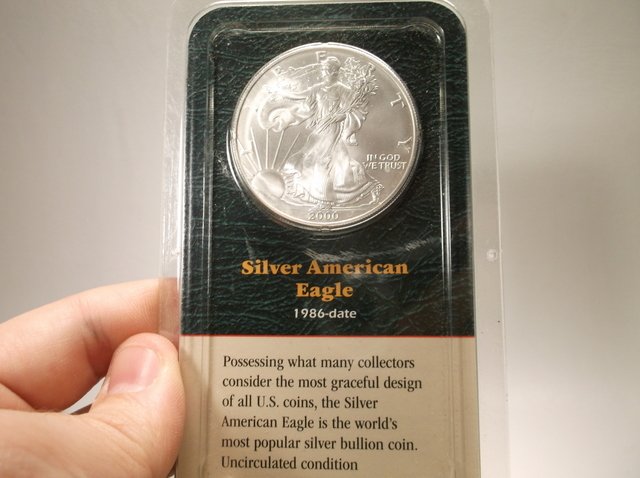 LIBERTY
IN GOD
WE TRUST
2000
Silver American
Eagle
1986-date
Possessing what many collectors
consider the most graceful design
of all U.S. coins, the Silver
American Eagle is the world's
most popular silver bullion coin.
Uncirculated condition